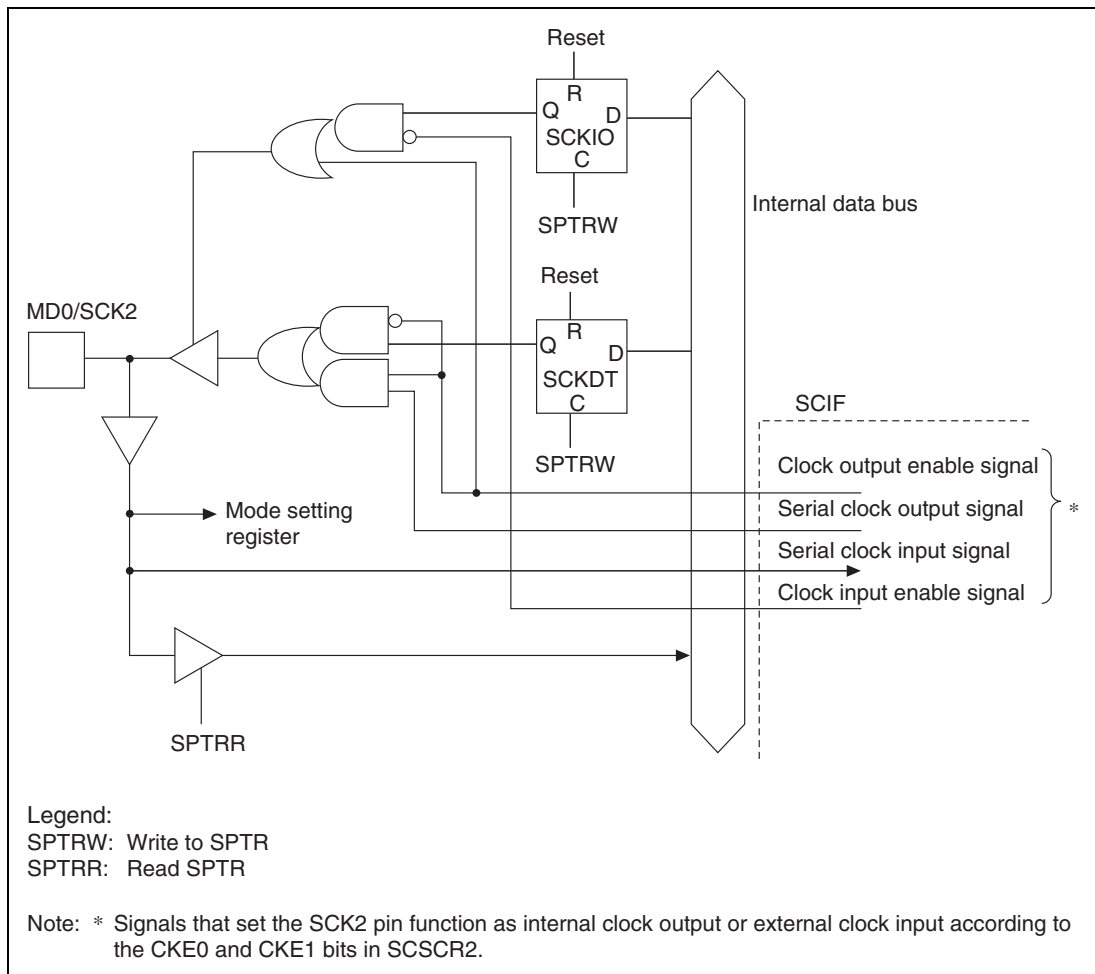 Reset
R
Q
D
SCKIO
C
SPTRW
Internal data bus
Reset
MD0/SCK2
R
Q
D
SCKDT
C
SPTRW
SCIF
Clock output enable signal
Serial clock output signal
*
Mode setting
register
Serial clock input signal
Clock input enable signal
SPTRR
Legend:
SPTRW: Write to SPTR
SPTRR: Read SPTR
Note: * Signals that set the SCK2 pin function as internal clock output or external clock input according to
the CKE0 and CKE1 bits in SCSCR2.